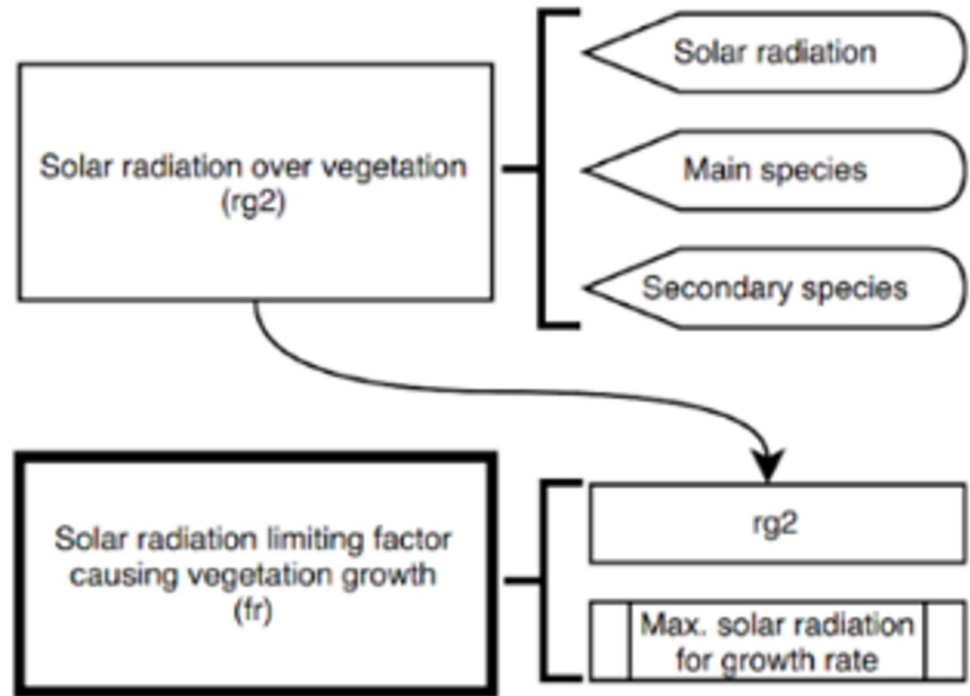 Solar radiation
Solar radiation over vegetation
(rg2)
Main species
Secondary species
Solar radiation limiting factor
causing vegetation growth
(fr)
rg2
Max. solar radiation
for growth rate